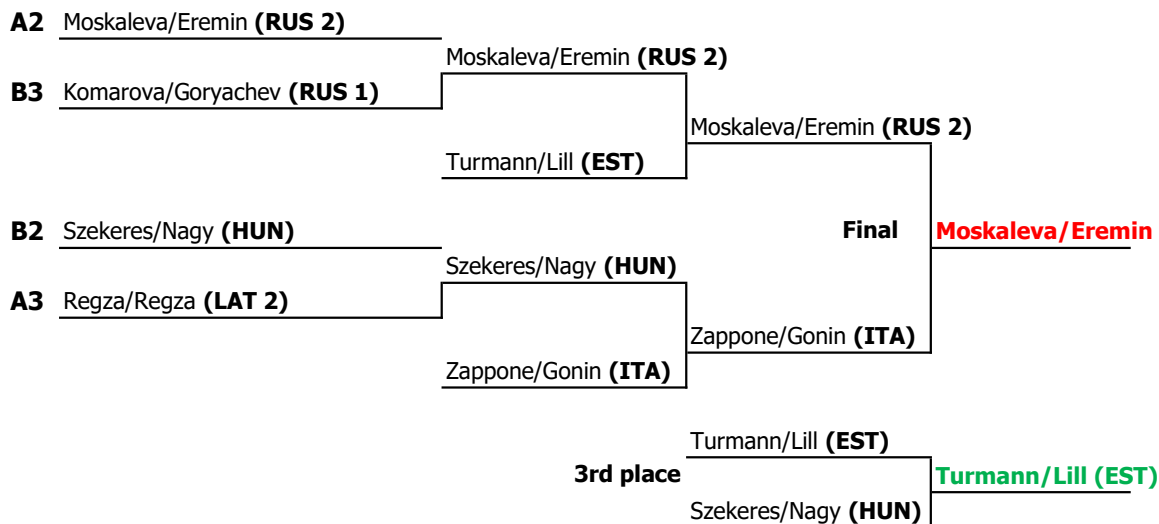 A2 Moskaleva/Eremin (RUS 2)
Moskaleva/Eremin (RUS 2)
B3 Komarova/Goryachev (RUS 1)
Moskaleva/Eremin (RUS 2)
Turmann/Lill (EST)
B2 Szekeres/Nagy (HUN)
Final Moskaleva/Eremin
Szekeres/Nagy (HUN)
A3 Regza/Regza (LAT 2)
Zappone/Gonin (ITA)
Zappone/Gonin (ITA)
Turmann/Lill (EST)
3rd place Turmann/Lill (EST)
Szekeres/Nagy (HUN)